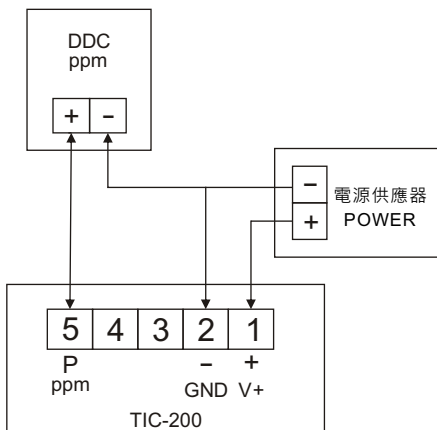 DDC
ppm
+ -
-
電源供應器
+
POWER
5 4 3 2 1
P - +
ppm
GND V+
TIC-200